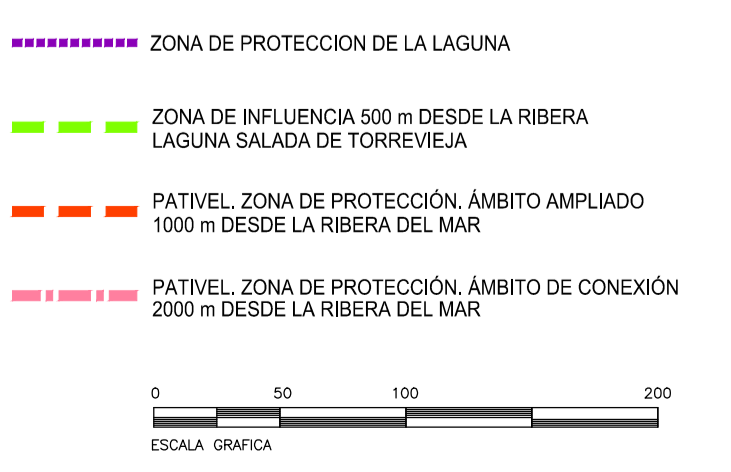 ZONA DE PROTECCION DE LA LAGUNA
ZONA DE INFLUENCIA 500 m DESDE LA RIBERA
LAGUNA SALADA DE TORREVIEJA
PATIVEL. ZONA DE PROTECCIÓN. ÁMBITO AMPLIADO
1000 m DESDE LA RIBERA DEL MAR
PATIVEL. ZONA DE PROTECCIÓN. ÁMBITO DE CONEXIÓN
2000 m DESDE LA RIBERA DEL MAR
0 50 100 200
ESCALA GRAFICA